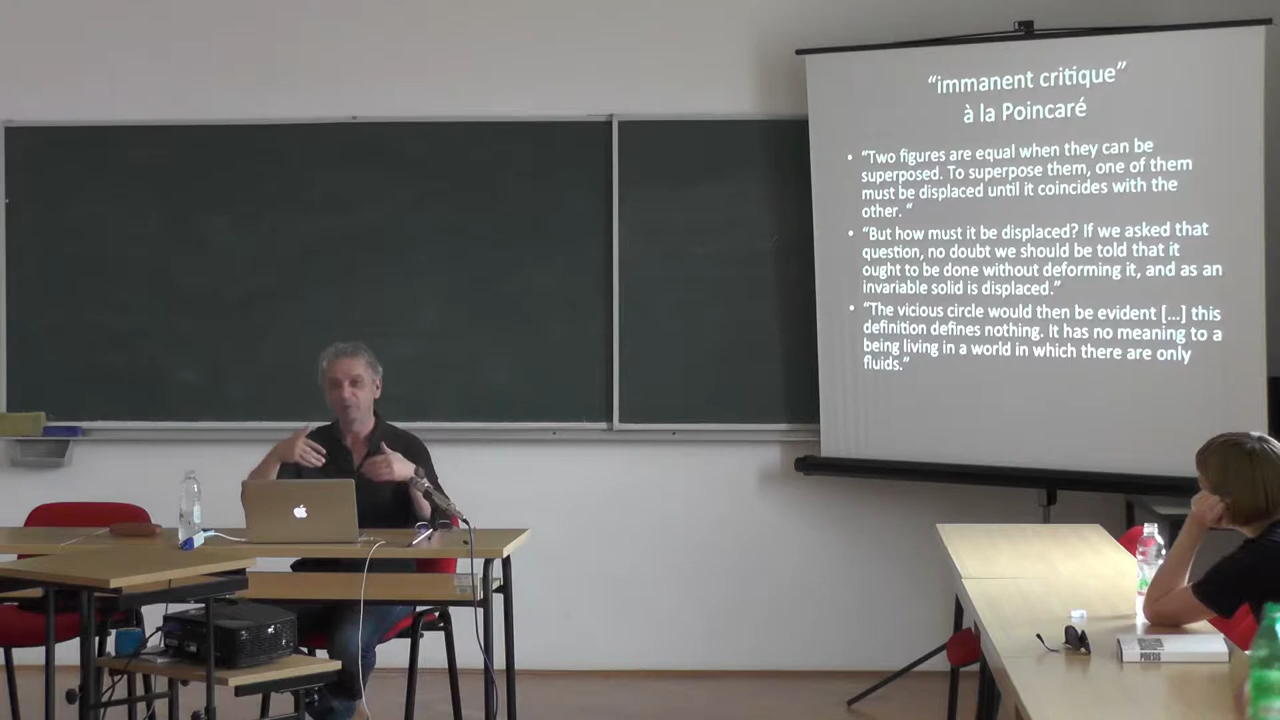 “immanent critique”
à la Poincaré
• “Two figures are equal when they can be
superposed. To superpose them, one of them
must be displaced until it coincides with the
other. “
• “But how must it be displaced? If we asked that
question, no doubt we should be told that it
ought to be done without deforming it, and as an
invariable solid is displaced.”
• “The vicious circle would then be evident [...] this
definition defines nothing. It has no meaning to a
being living in a world in which there are only
fluids.”
POESIS